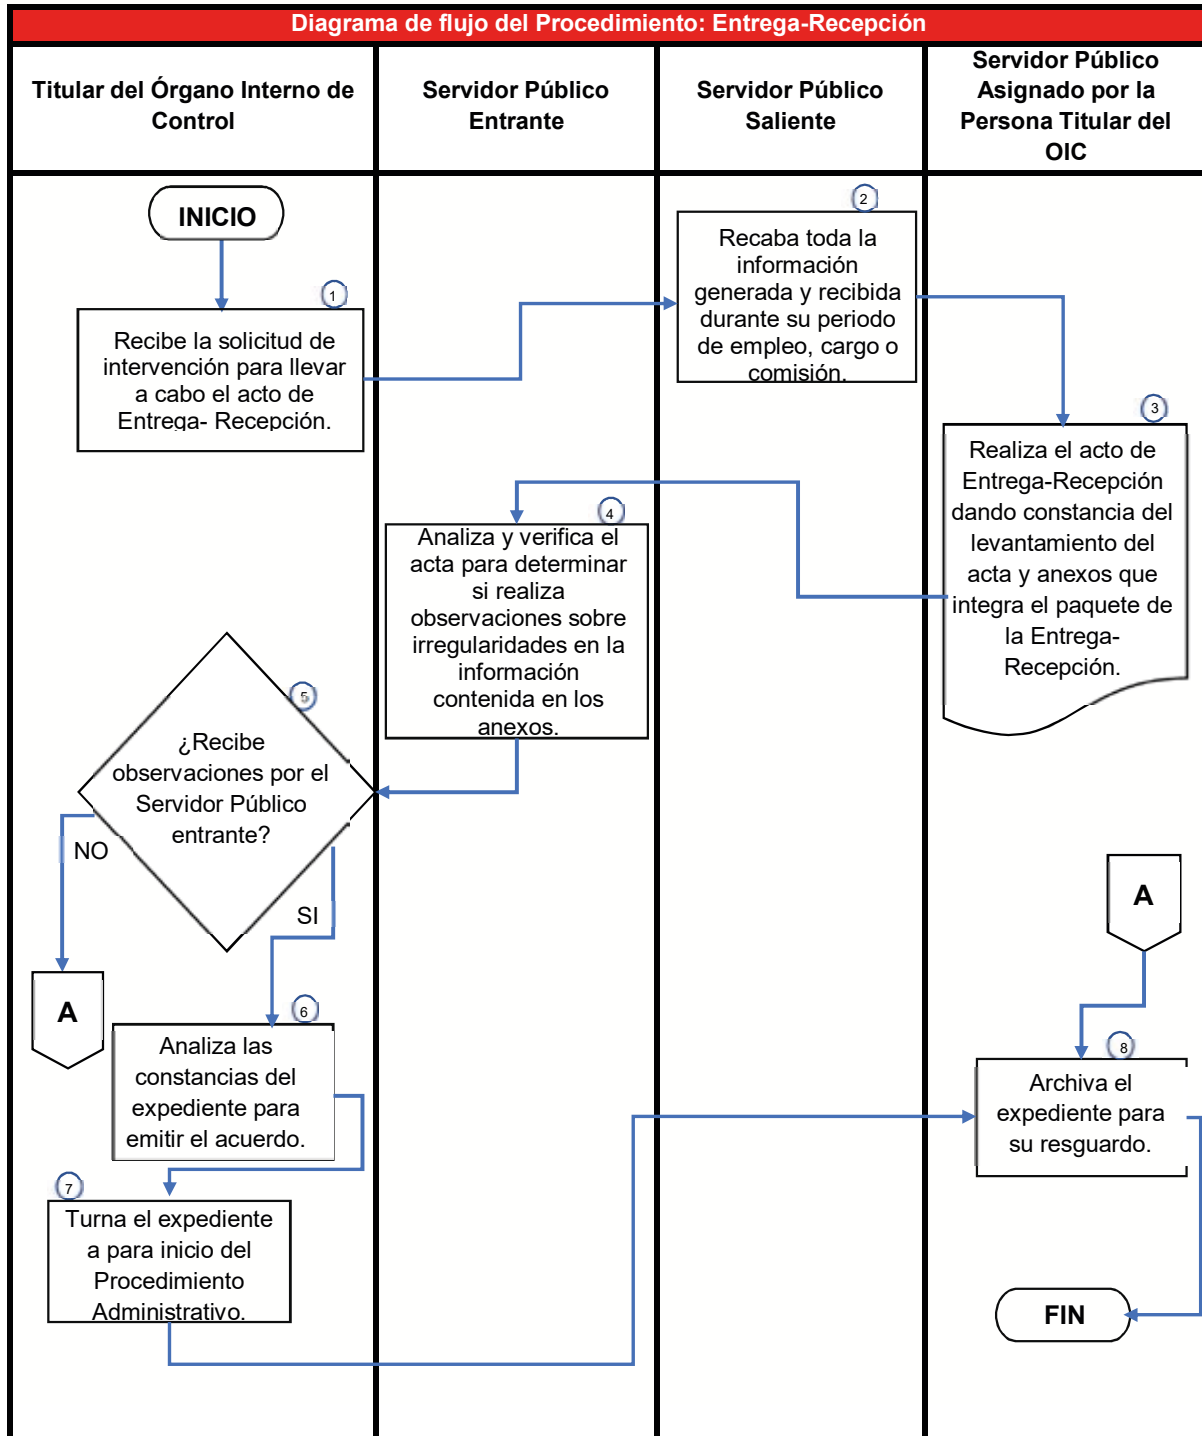 Diagrama de flujo del Procedimiento: Entrega-Recepción
Titular del Órgano Interno de
Control
Servidor Público
Entrante
Servidor Público
Saliente
Servidor Público
Asignado por la
Persona Titular del
OIC
INICIO
1
Recibe la solicitud de
intervención para llevar
a cabo el acto de
Entrega- Recepción.
2
Recaba toda la
información
generada y recibida
durante su periodo
de empleo, cargo o
comisión.
3
Realiza el acto de
Entrega-Recepción
dando constancia del
levantamiento del
acta y anexos que
integra el paquete de
la Entrega-
Recepción.
4
Analiza y verifica el
acta para determinar
si realiza
observaciones sobre
irregularidades en la
información
contenida en los
anexos.
5
¿Recibe
observaciones por el
Servidor Público
entrante?
NO
SI
A
6
Analiza las
constancias del
expediente para
emitir el acuerdo.
7
Turna el expediente
a para inicio del
Procedimiento
Administrativo.
A
8
Archiva el
expediente para
su resguardo.
FIN